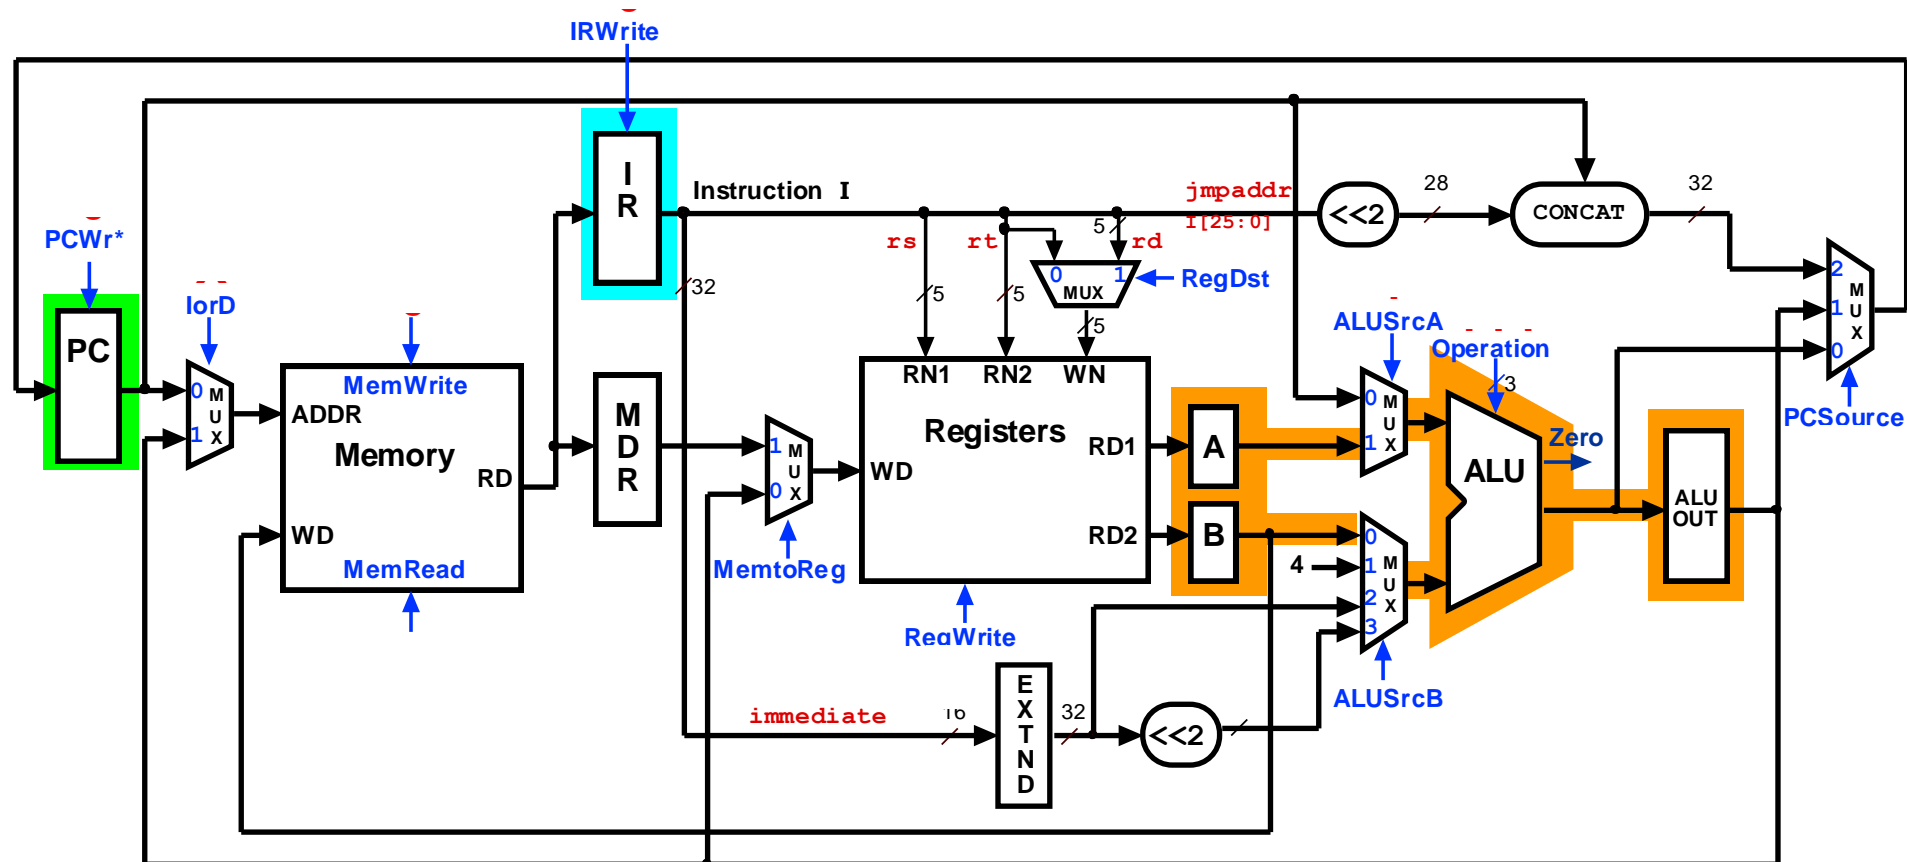 IRWrite
I
R
Instruction I
jmpaddr
I[25:0]
<<2
28
CONCAT
32
rs
rt
5
rd
PCWr*
PC
IorD
0
1
M
U
X
MemWrite
ADDR
Memory
RD
WD
MemRead
32
5
5
0
1
MUX
RegDst
5
M
D
R
1
0
M
U
X
MemtoReg
RN1
RN2
WN
Registers
RD1
WD
RD2
RegWrite
A
B
4
ALUSrcA
0
1
M
U
X
Operation
3
ALU
Zero
0
1
2
3
M
U
X
ALUSrcB
ALU
OUT
2
1
0
M
U
X
PCSource
immediate
16
E
X
T
N
D
32
<<2